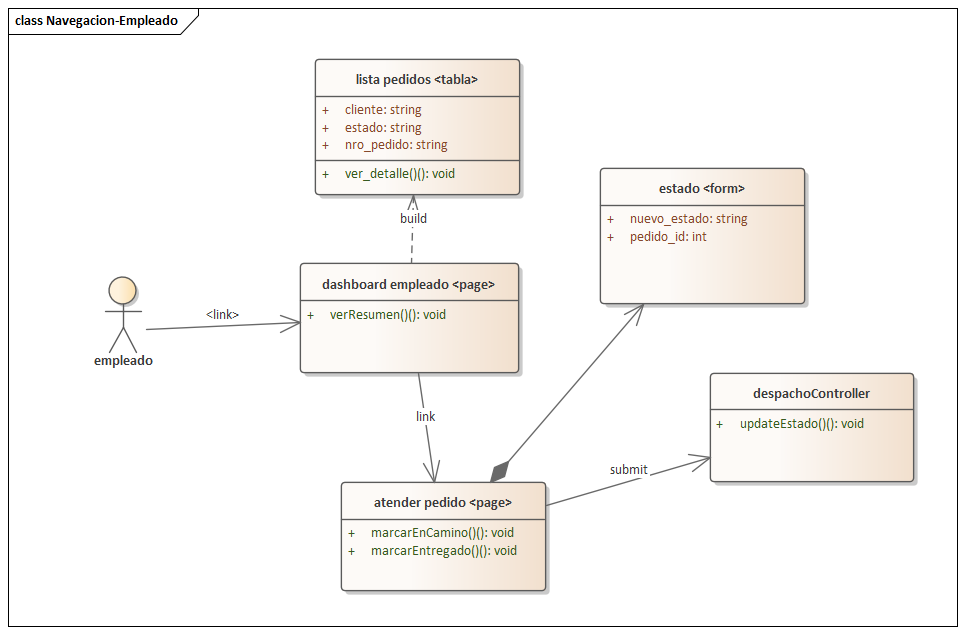 class Navegacion-Empleado
lista pedidos <tabla>
+ cliente: string
+ estado: string
+ nro_pedido: string
+ ver_detalle()(): void
build
estado <form>
+ nuevo_estado: string
+ pedido_id: int
dashboard empleado <page>
+ verResumen()(): void
<link>
empleado
link
despachoController
+ updateEstado()(): void
submit
atender pedido <page>
+ marcarEnCamino()(): void
+ marcarEntregado()(): void